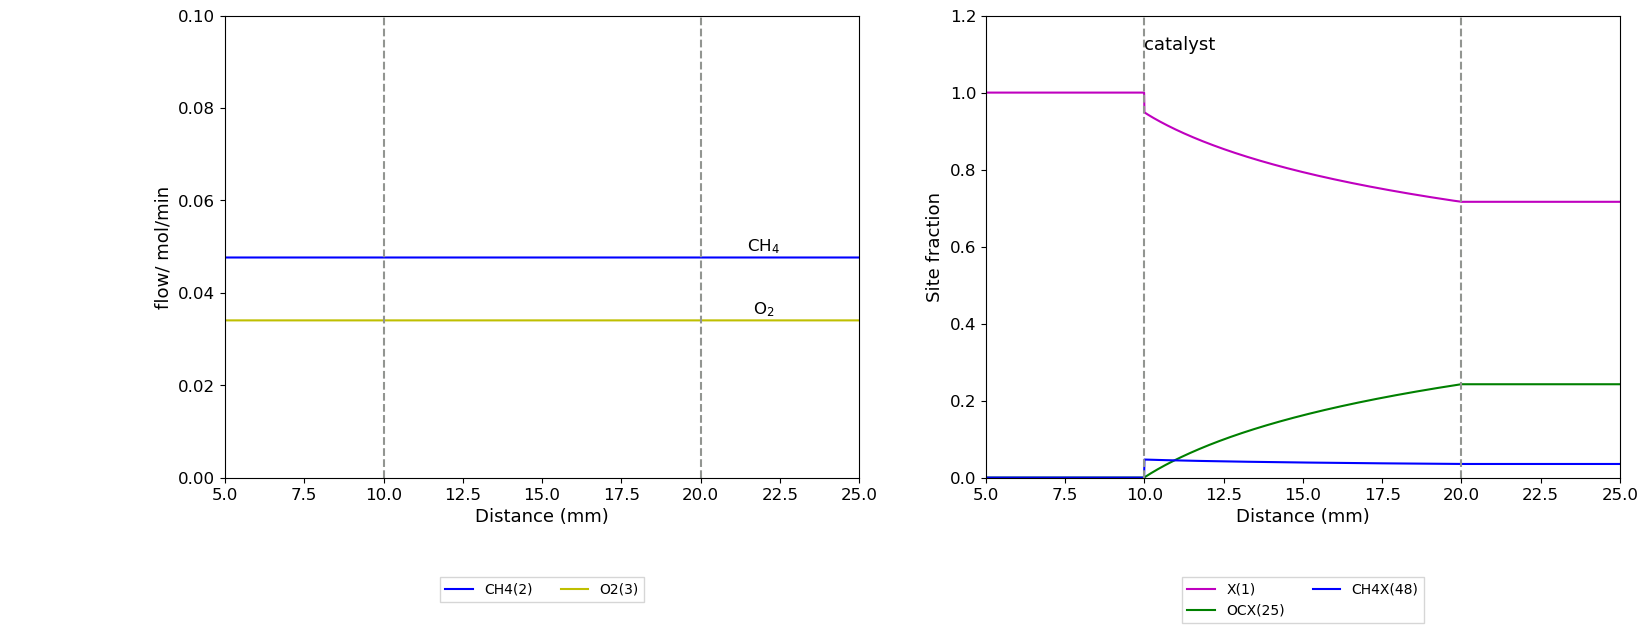 0.10
0.08
0.06
0.04
0.02
0.00
flow/ mol/min
CH₄
O₂
5.0 7.5 10.0 12.5 15.0 17.5 20.0 22.5 25.0
Distance (mm)
CH4(2) O2(3)
catalyst
1.2
1.0
0.8
0.6
0.4
0.2
0.0
Site fraction
5.0 7.5 10.0 12.5 15.0 17.5 20.0 22.5 25.0
Distance (mm)
X(1) CH4X(48)
OCX(25)